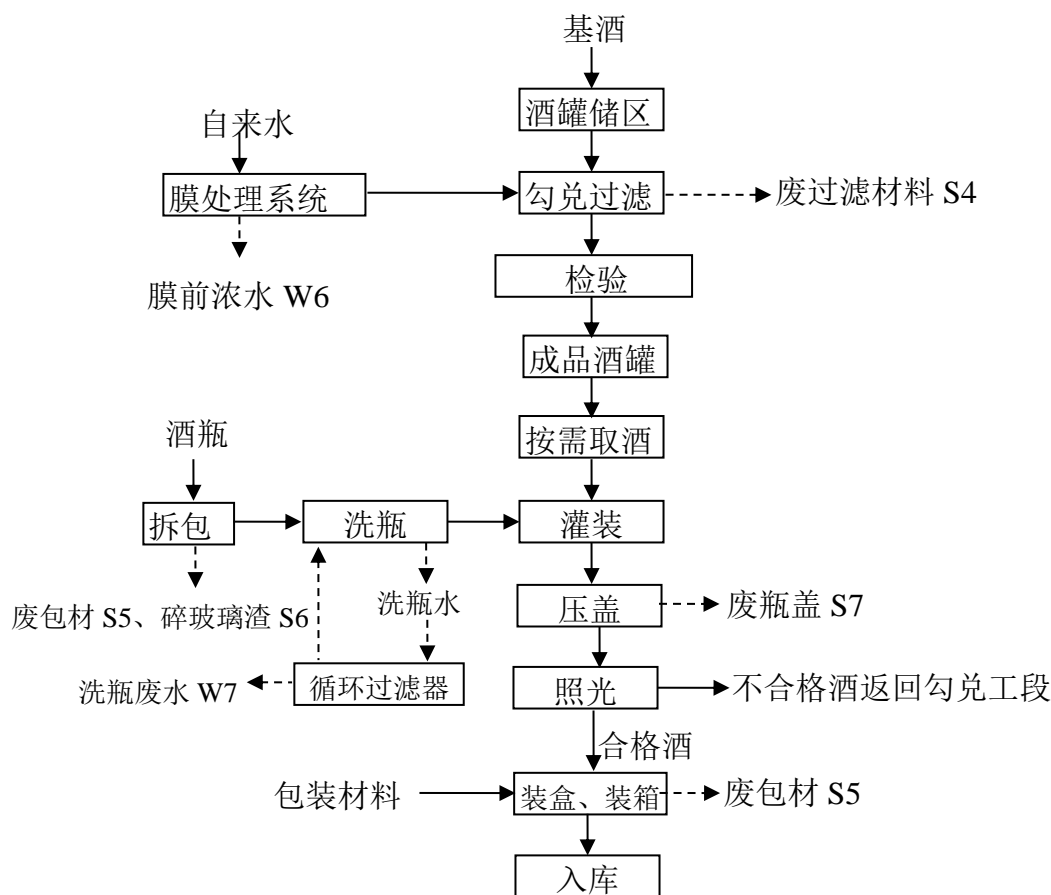 基酒
酒罐储区
自来水
膜处理系统
勾兑过滤
废过滤材料 S4
膜前浓水 W6
检验
成品酒罐
酒瓶
按需取酒
拆包
洗瓶
灌装
废包材 S5、碎玻璃渣 S6
洗瓶水
压盖
废瓶盖 S7
洗瓶废水 W7
循环过滤器
照光
不合格酒返回勾兑工段
合格酒
包装材料
装盒、装箱
废包材 S5
入库